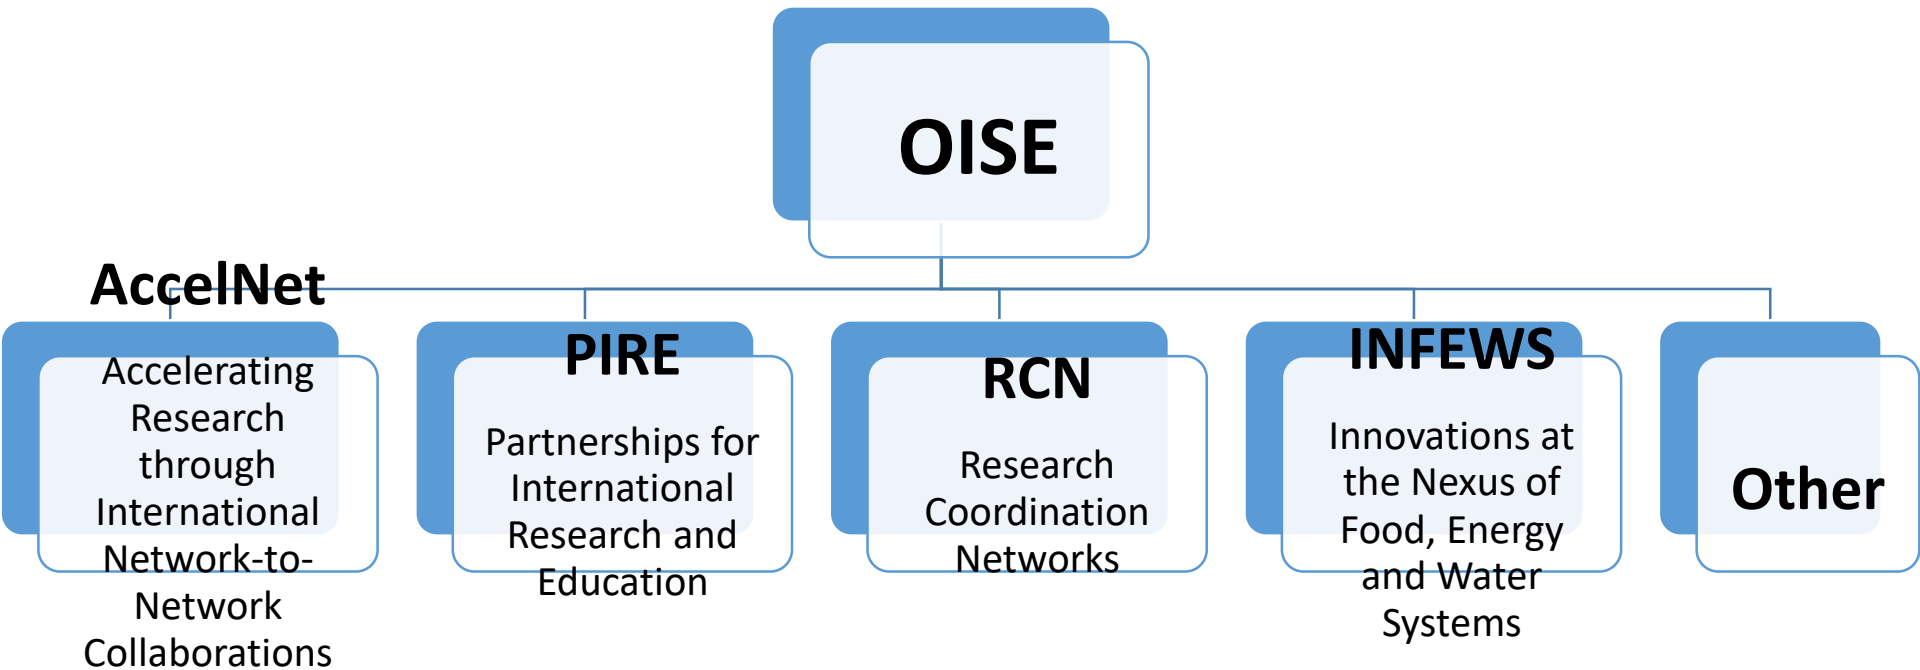 OISE
AccelNet
Accelerating
Research
through
International
Network-to-
Network
Collaborations
PIRE
Partnerships for
International
Research and
Education
RCN
Research
Coordination
Networks
INFEWS
Innovations at
the Nexus of
Food, Energy
and Water
Systems
Other